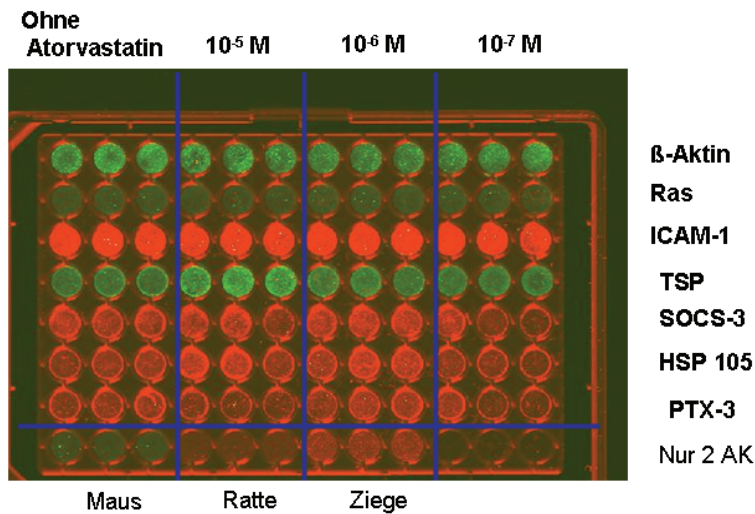 Ohne
Atorvastatin 10⁻⁵ M 10⁻⁶ M 10⁻⁷ M
ß-Aktin
Ras
ICAM-1
TSP
SOCS-3
HSP 105
PTX-3
Nur 2 AK
Maus Ratte Ziege